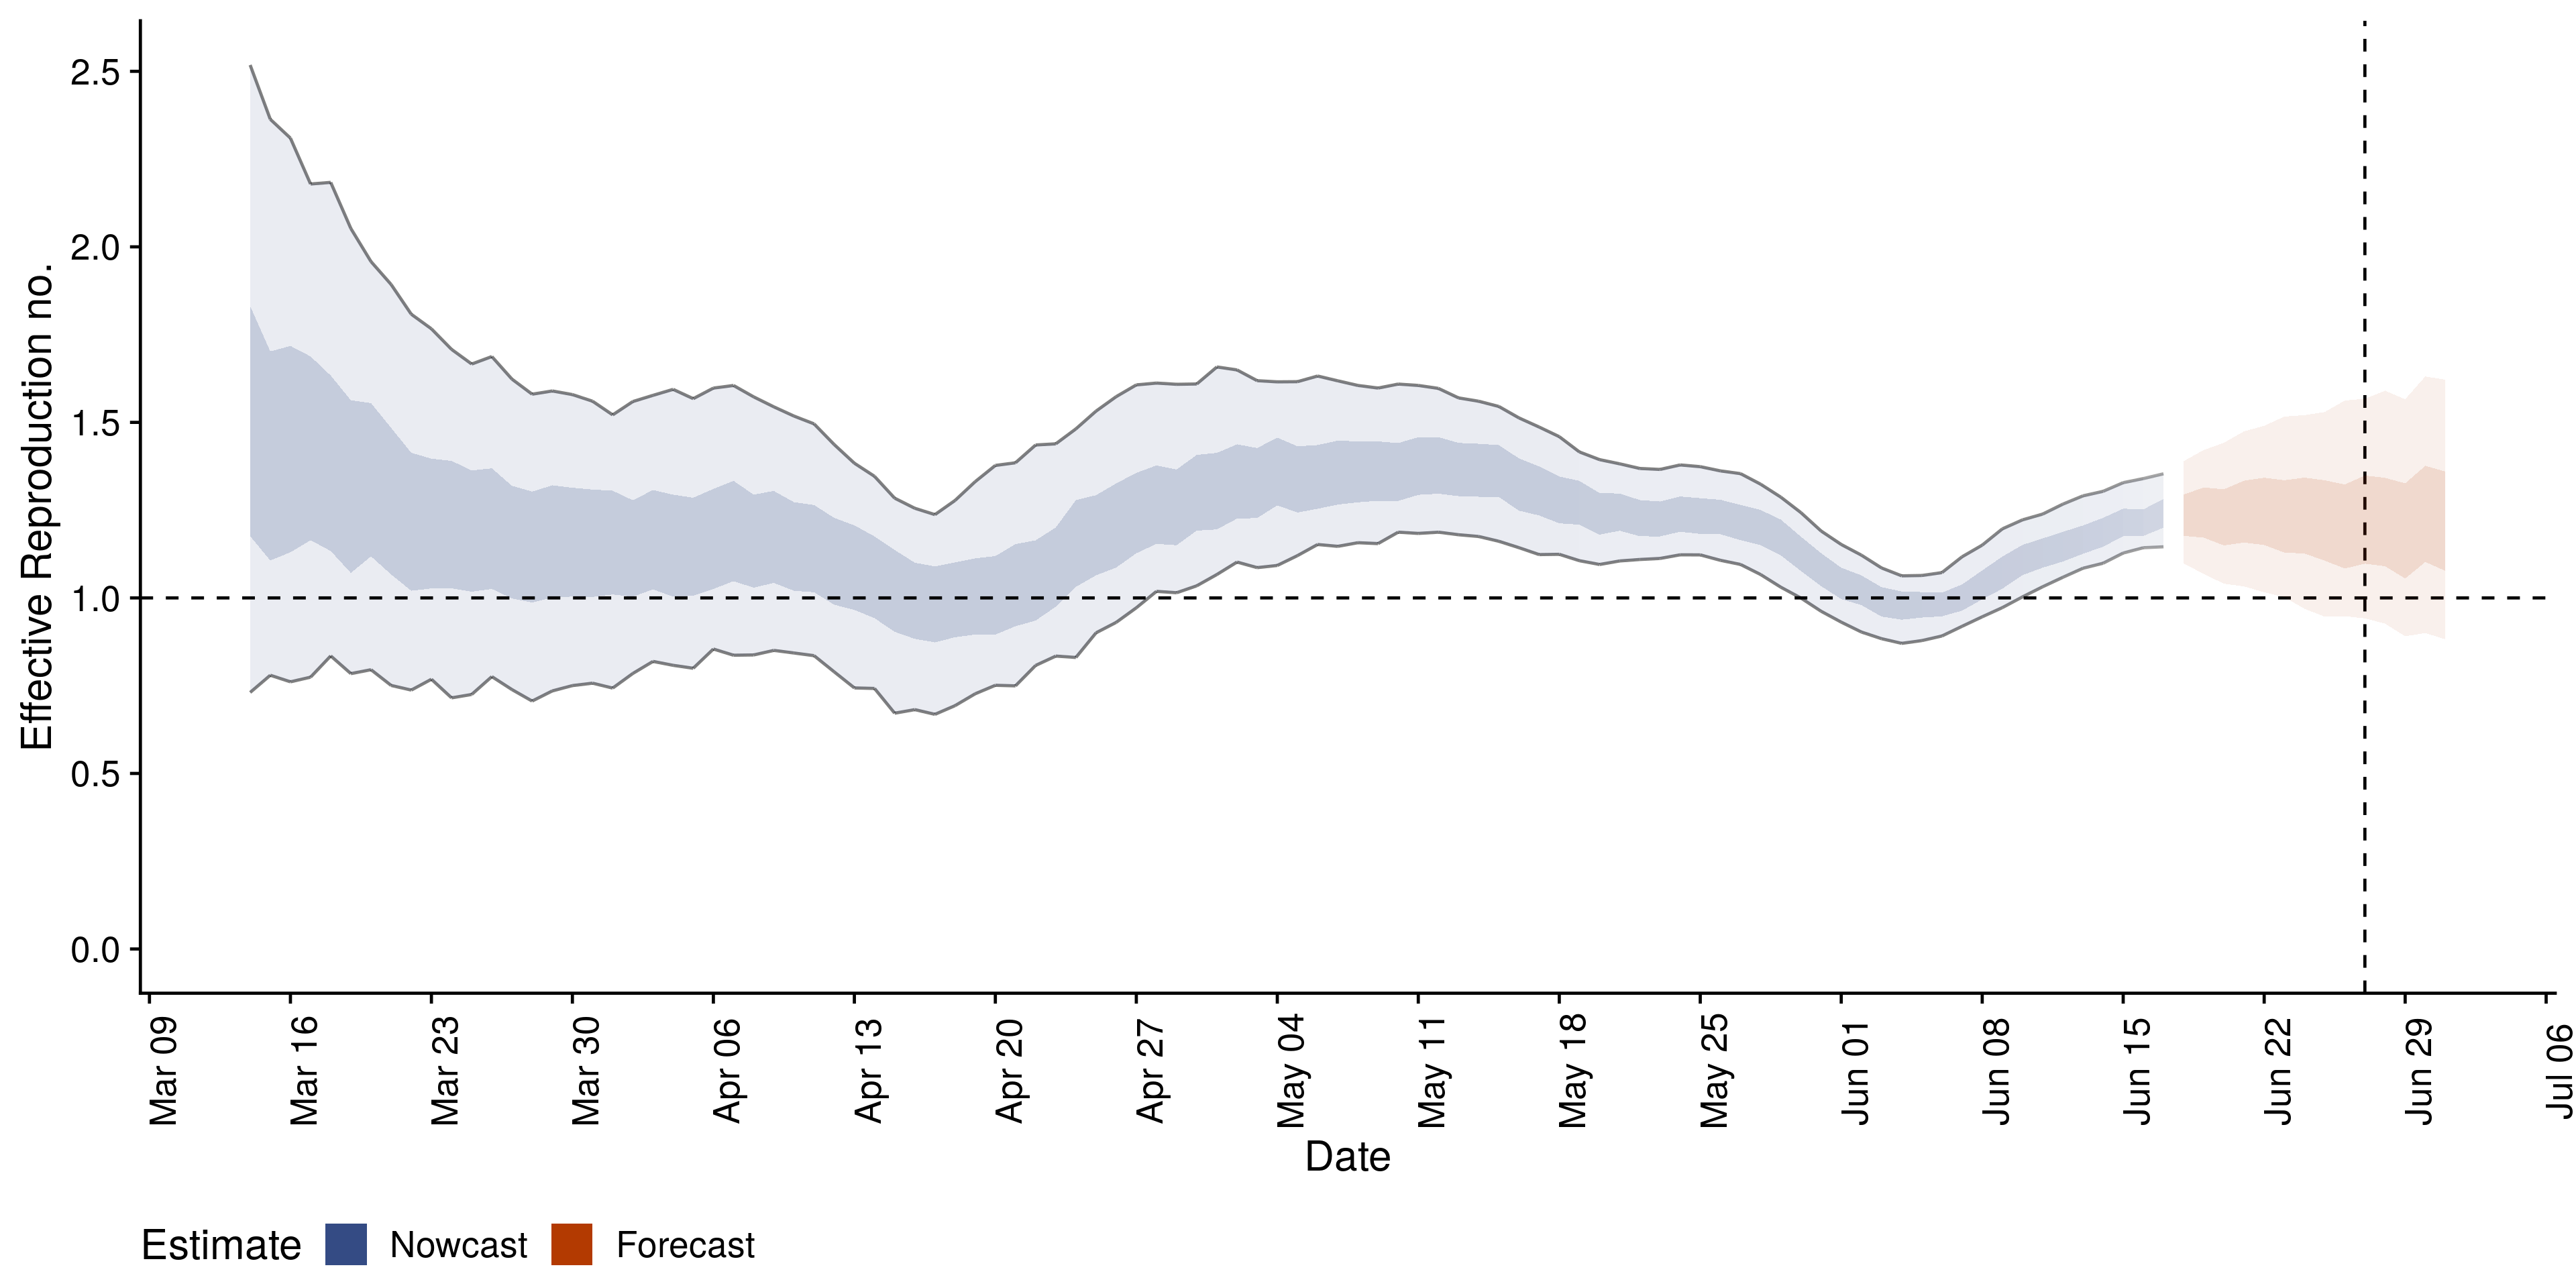 Effective Reproduction no.
2.5
2.0
1.5
1.0
0.5
0.0
Mar 09
Mar 16
Mar 23
Mar 30
Apr 06
Apr 13
Apr 20
Apr 27
May 04
May 11
May 18
May 25
Jun 01
Jun 08
Jun 15
Jun 22
Jun 29
Jul 06
Date
Estimate Nowcast Forecast